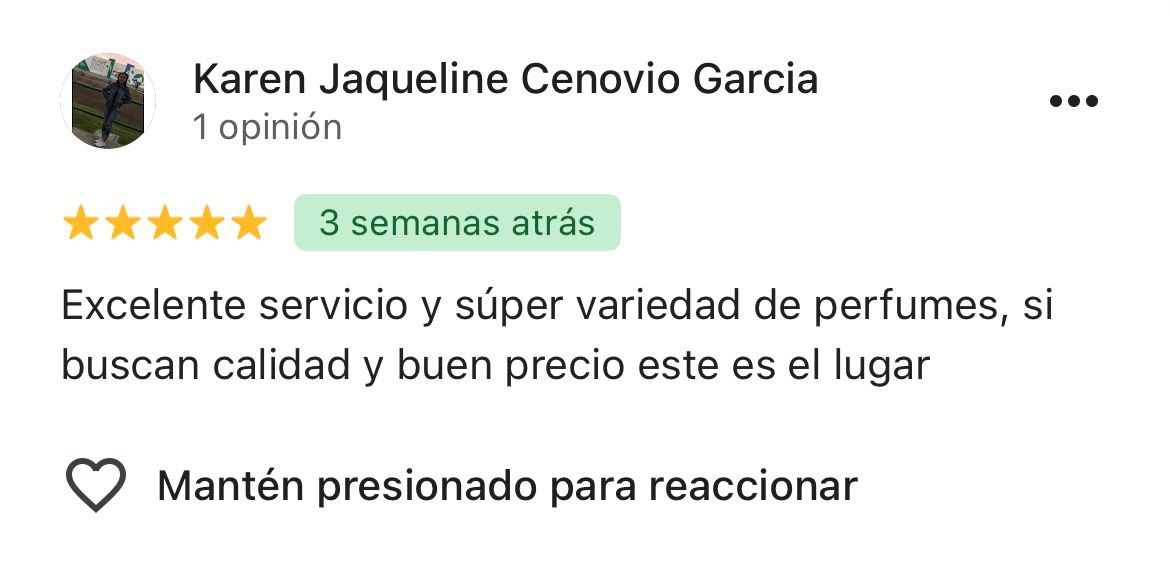 Karen Jaqueline Cenovio Garcia
1 opinión
3 semanas atrás
Excelente servicio y súper variedad de perfumes, si
buscan calidad y buen precio este es el lugar
Mantén presionado para reaccionar